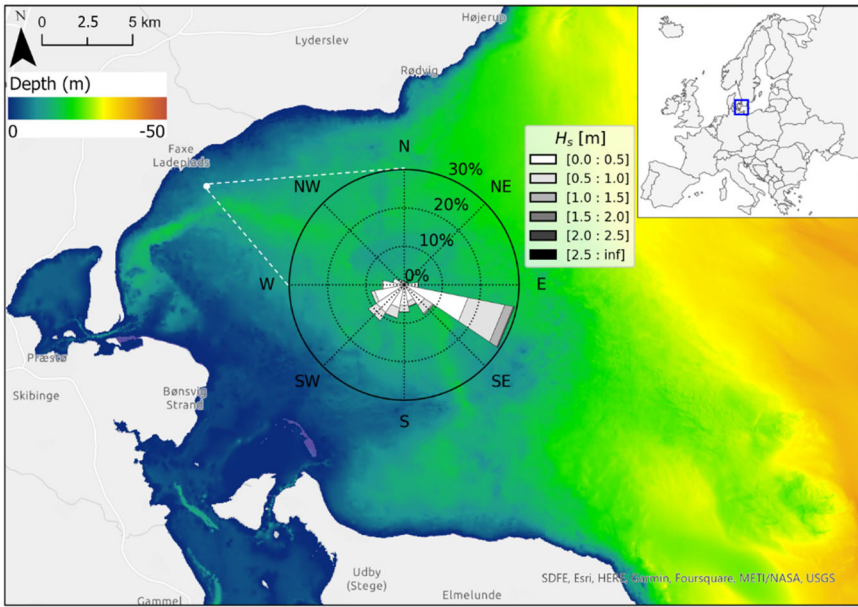 N
0 2.5 5 km
Depth (m)
0 -50
Højerup
Lyderslev
Rødvig
Faxe
Ladeplads
N
NE
E
SE
S
SW
W
NW
30%
20%
10%
0%
H_s [m]
[0.0 : 0.5]
[0.5 : 1.0]
[1.0 : 1.5]
[1.5 : 2.0]
[2.0 : 2.5]
[2.5 : inf]
Præstø
Skibinge
Bønsvig
Strand
Udby
(Stege)
Elmelunde
Gammel
SDFE, Esri, HERE, Garmin, Foursquare, METI/NASA, USGS